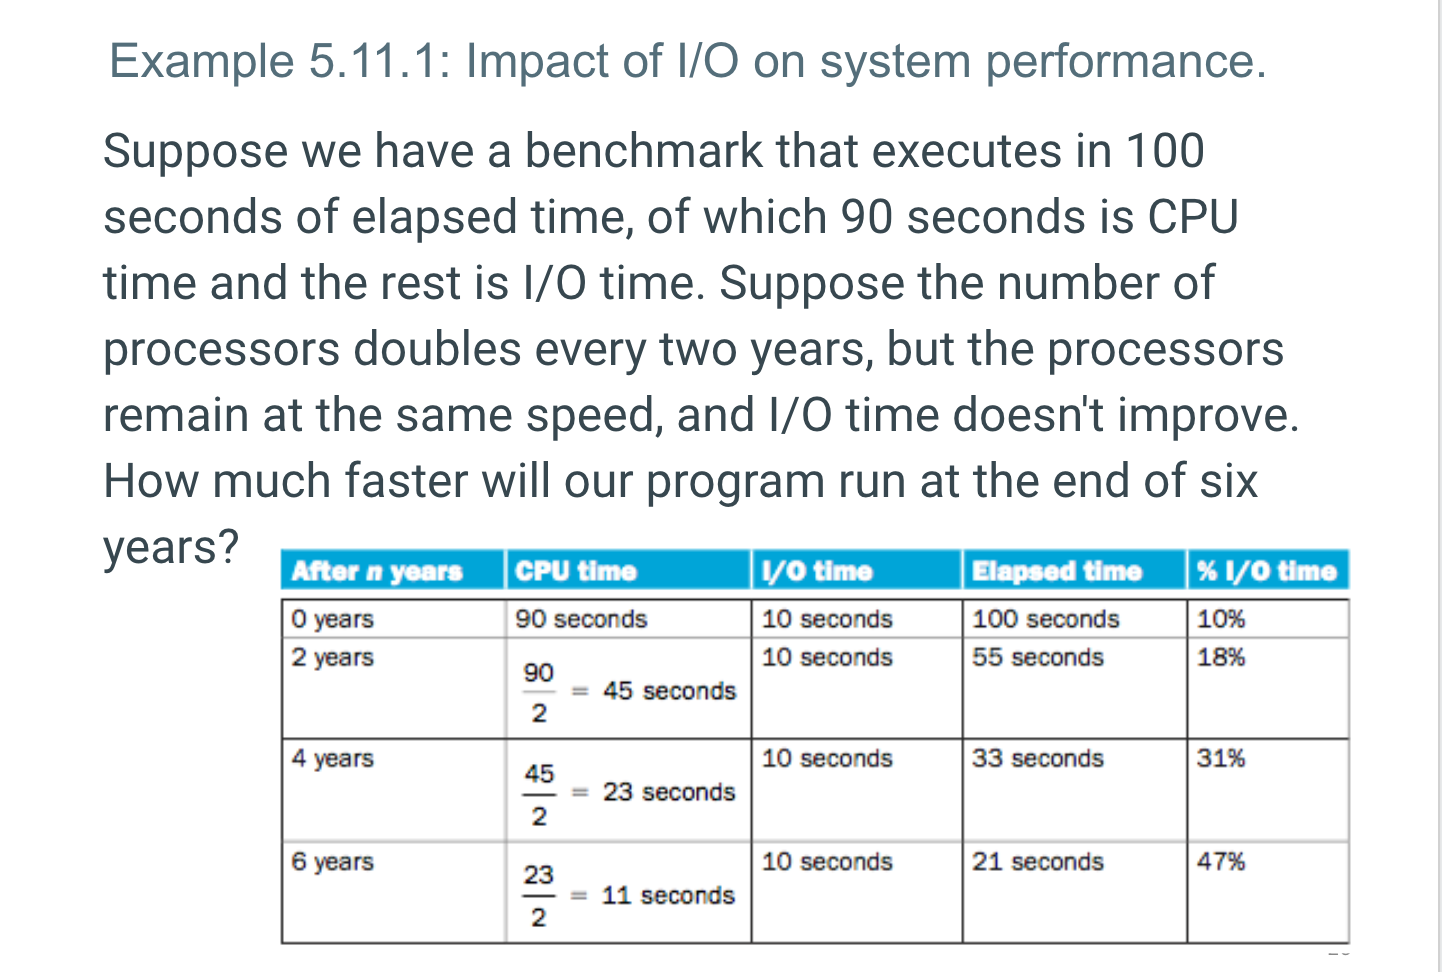 Example 5.11.1: Impact of I/O on system performance.
Suppose we have a benchmark that executes in 100
seconds of elapsed time, of which 90 seconds is CPU
time and the rest is I/O time. Suppose the number of
processors doubles every two years, but the processors
remain at the same speed, and I/O time doesn't improve.
How much faster will our program run at the end of six
years?
After n years CPU time I/O time Elapsed time % I/O time
0 years 90 seconds 10 seconds 100 seconds 10%
2 years 90/2 = 45 seconds 10 seconds 55 seconds 18%
4 years 45/2 = 23 seconds 10 seconds 33 seconds 31%
6 years 23/2 = 11 seconds 10 seconds 21 seconds 47%